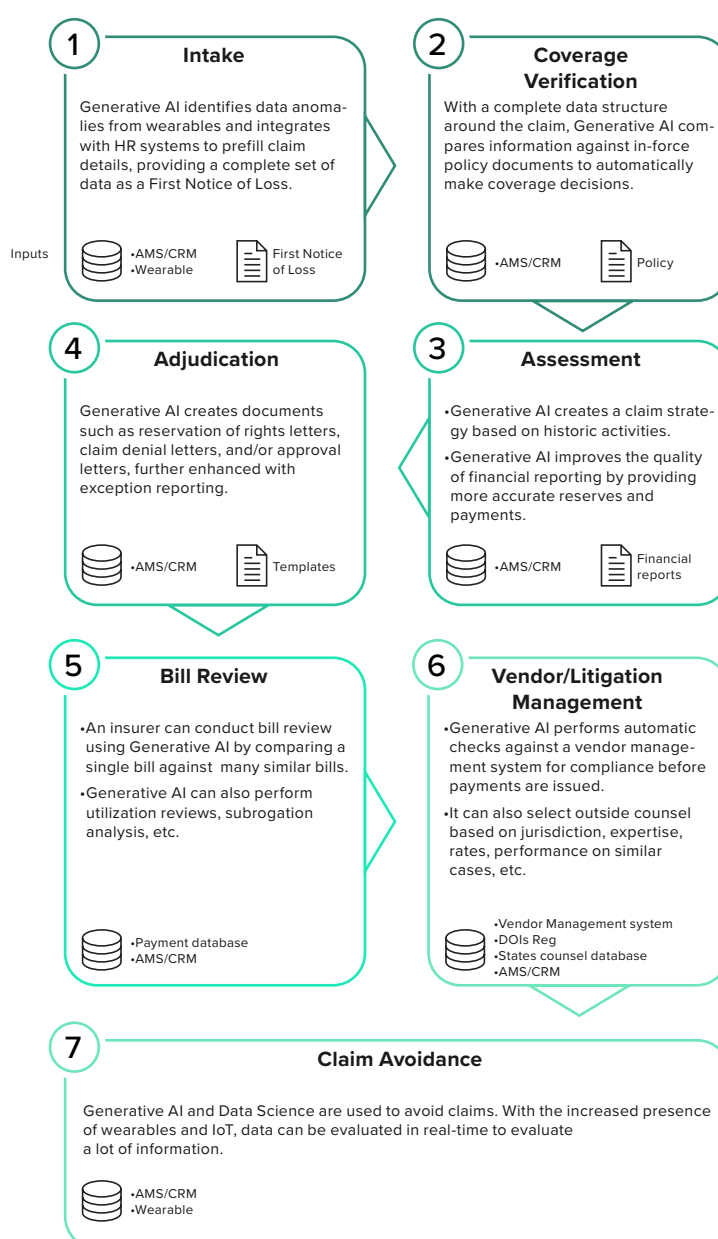 1
Intake
Generative AI identifies data anoma-
lies from wearables and integrates
with HR systems to prefill claim
details, providing a complete set of
data as a First Notice of Loss.
Inputs
•AMS/CRM
•Wearable
First Notice
of Loss
2
Coverage
Verification
With a complete data structure
around the claim, Generative AI com-
pares information against in-force
policy documents to automatically
make coverage decisions.
•AMS/CRM
Policy
3
Assessment
•Generative AI creates a claim strate-
gy based on historic activities.
•Generative AI improves the quality
of financial reporting by providing
more accurate reserves and
payments.
•AMS/CRM
Financial
reports
4
Adjudication
Generative AI creates documents
such as reservation of rights letters,
claim denial letters, and/or approval
letters, further enhanced with
exception reporting.
•AMS/CRM
Templates
5
Bill Review
•An insurer can conduct bill review
using Generative AI by comparing a
single bill against many similar bills.
•Generative AI can also perform
utilization reviews, subrogation
analysis, etc.
•Payment database
•AMS/CRM
6
Vendor/Litigation
Management
•Generative AI performs automatic
checks against a vendor manage-
ment system for compliance before
payments are issued.
•It can also select outside counsel
based on jurisdiction, expertise,
rates, performance on similar
cases, etc.
•Vendor Management system
•DOIs Reg
•States counsel database
•AMS/CRM
7
Claim Avoidance
Generative AI and Data Science are used to avoid claims. With the increased presence
of wearables and IoT, data can be evaluated in real-time to evaluate
a lot of information.
•AMS/CRM
•Wearable